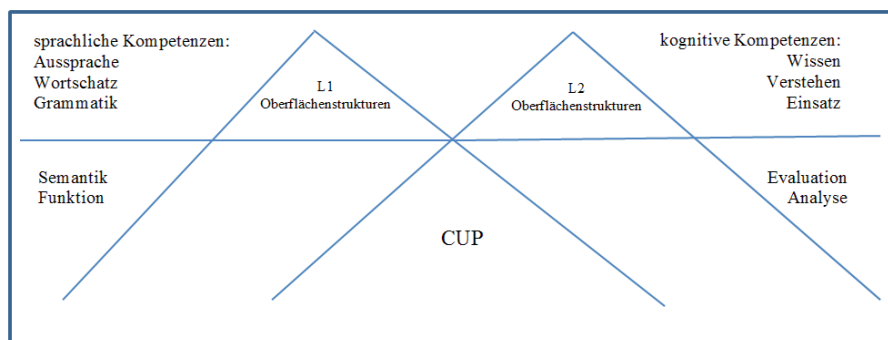 sprachliche Kompetenzen:
Aussprache
Wortschatz
Grammatik
L1
Oberflächenstrukturen
L2
Oberflächenstrukturen
kognitive Kompetenzen:
Wissen
Verstehen
Einsatz
Semantik
Funktion
CUP
Evaluation
Analyse